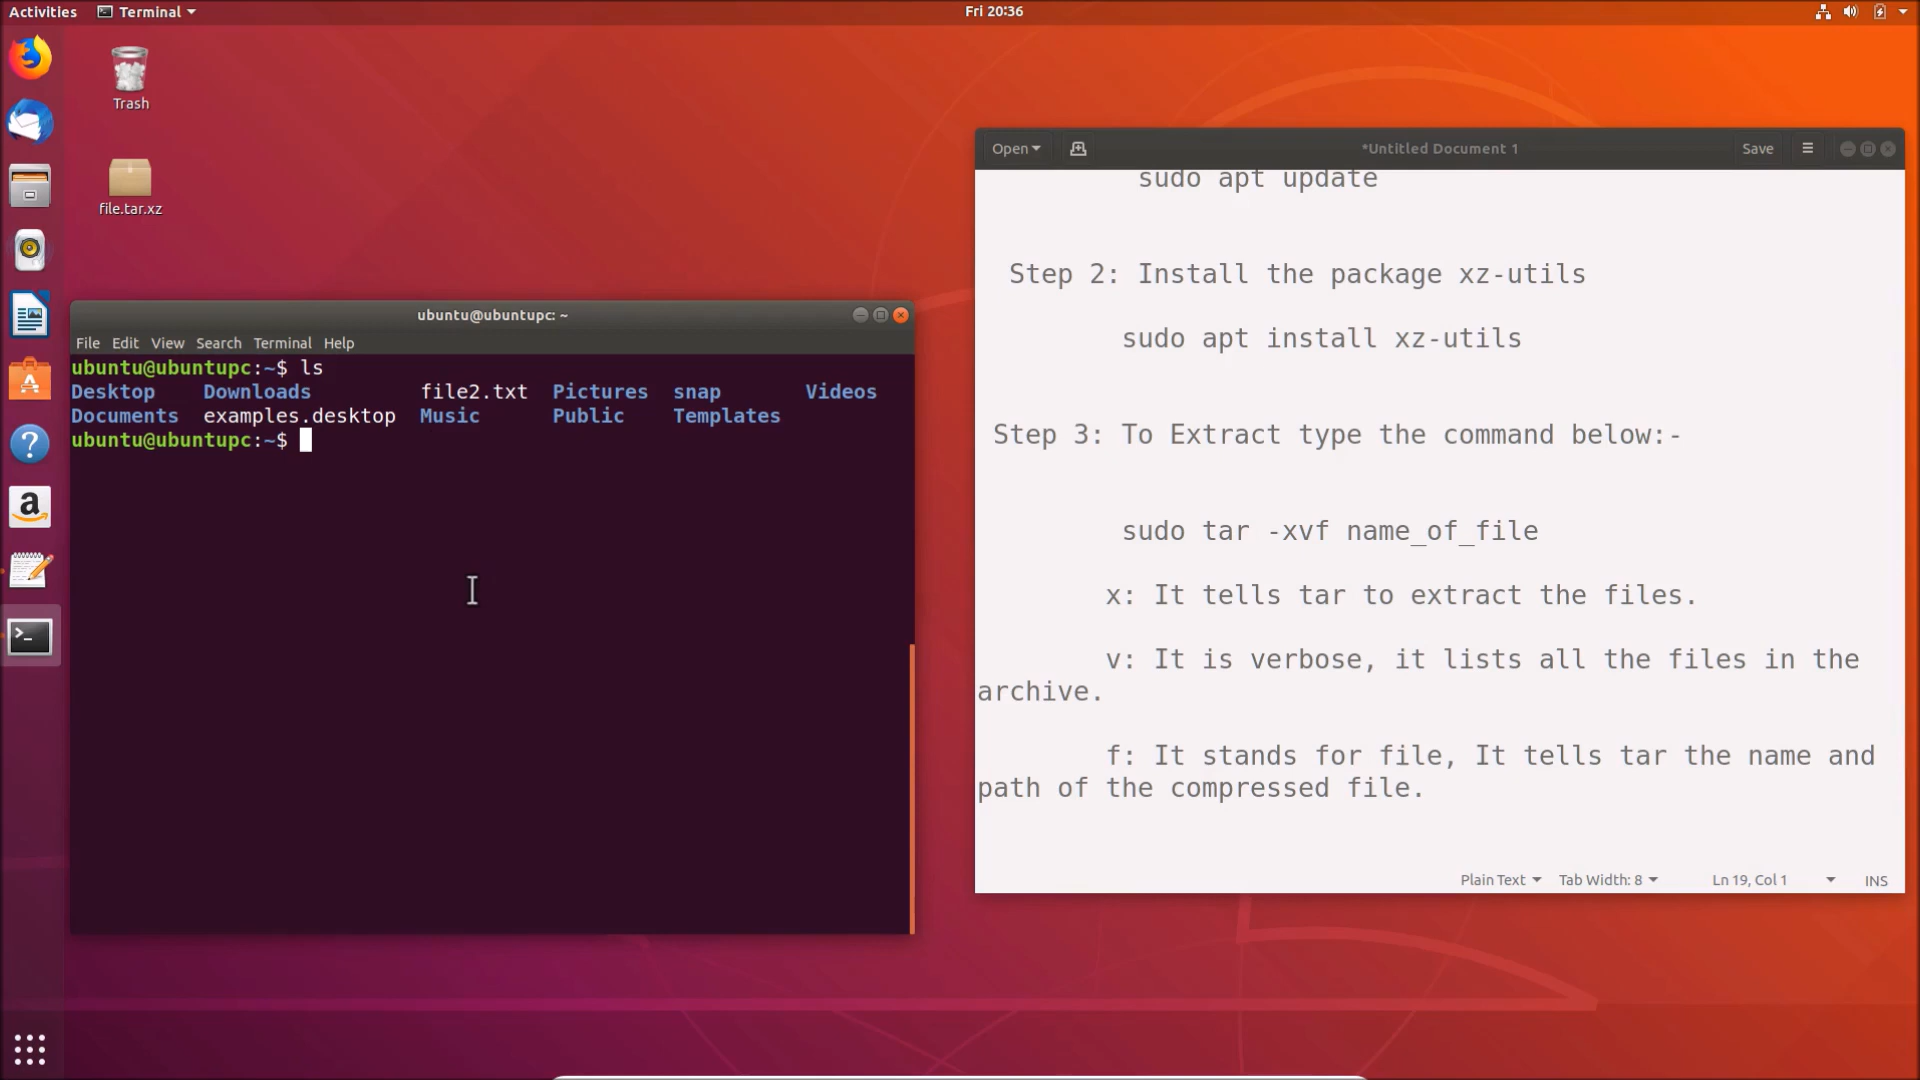 Activities Terminal Fri 20:36
Trash
file.tar.xz
ubuntu@ubuntupc: ~
File Edit View Search Terminal Help
ubuntu@ubuntupc:~$ ls
Desktop Downloads file2.txt Pictures snap Videos
Documents examples.desktop Music Public Templates
ubuntu@ubuntupc:~$
Open *Untitled Document 1 Save
sudo apt update
Step 2: Install the package xz-utils
sudo apt install xz-utils
Step 3: To Extract type the command below:-
sudo tar -xvf name_of_file
x: It tells tar to extract the files.
v: It is verbose, it lists all the files in the
archive.
f: It stands for file, It tells tar the name and
path of the compressed file.
Plain Text Tab Width: 8 Ln 19, Col 1 INS